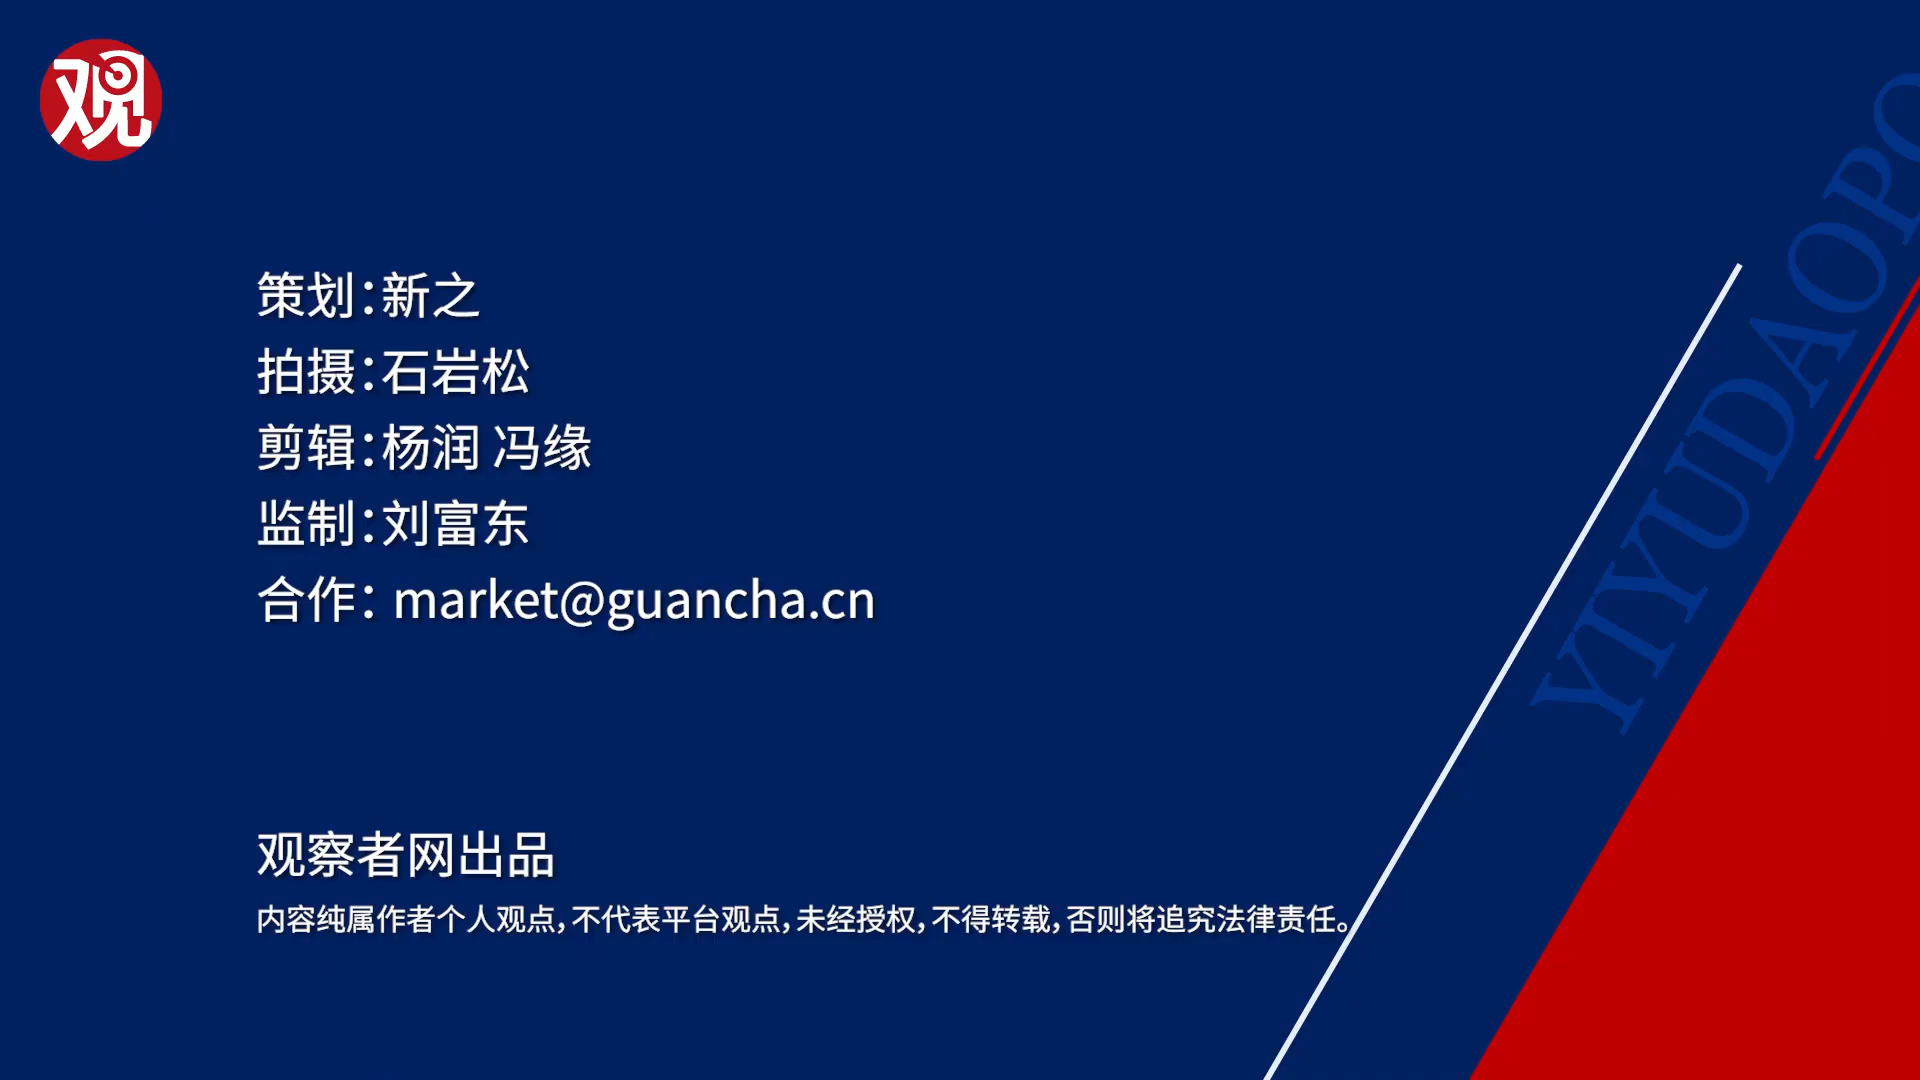 观
策划：新之
拍摄：石岩松
剪辑：杨润 冯缘
监制：刘富东
合作： market@guancha.cn
观察者网出品
内容纯属作者个人观点，不代表平台观点，未经授权，不得转载，否则将追究法律责任。
YIYUDAOPO